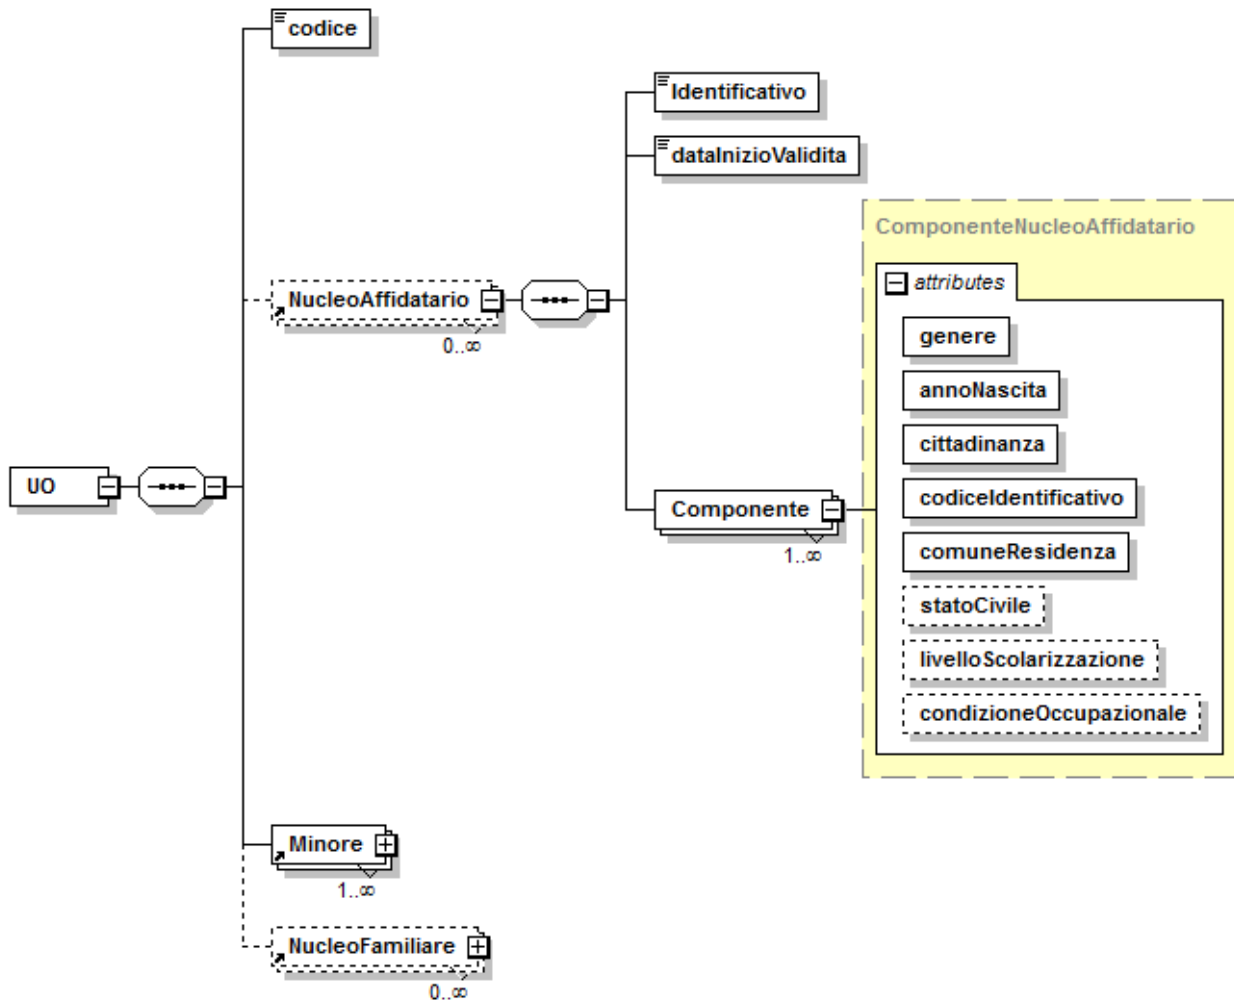 codice
Identificativo
dataInizioValidita
ComponenteNucleoAffidatario
attributes
NucleoAffidatario
0..∞
genere
annoNascita
cittadinanza
UO
codiceIdentificativo
Componente
1..∞
comuneResidenza
statoCivile
livelloScolarizzazione
condizioneOccupazionale
Minore
1..∞
NucleoFamiliare
0..∞